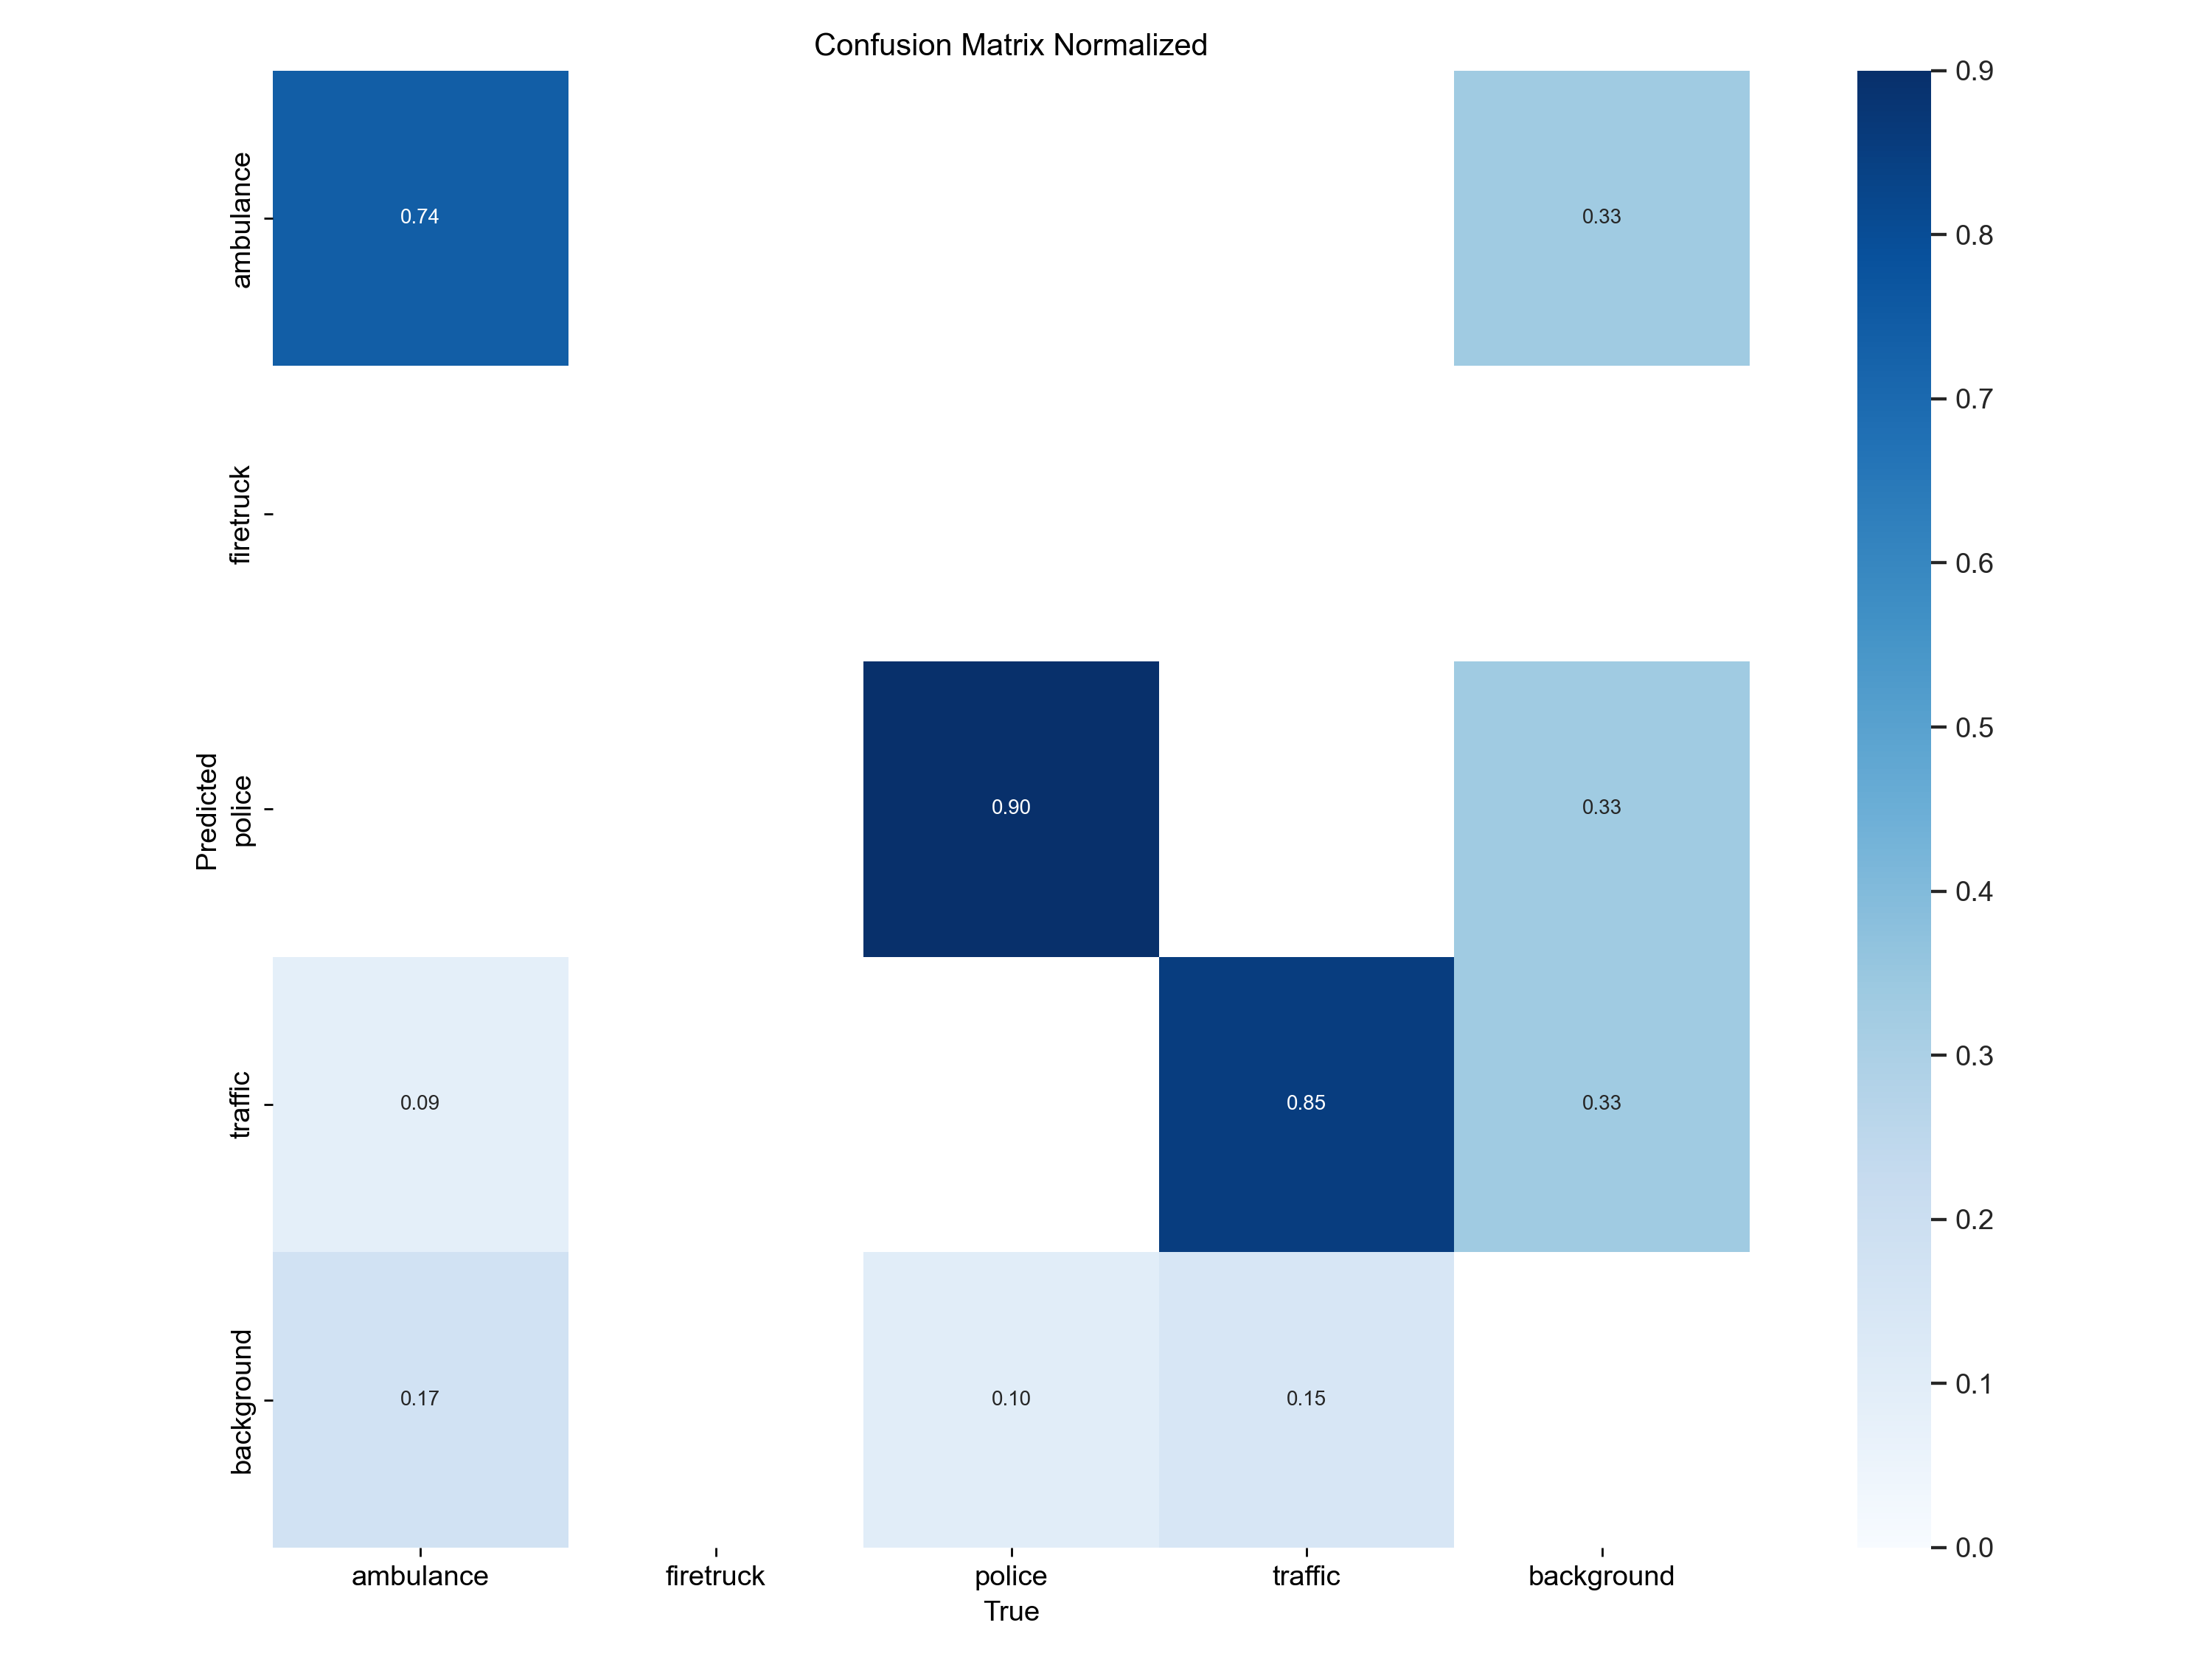 Confusion Matrix Normalized
ambulance
0.74
0.33
firetruck
Predicted
police
0.90
0.33
traffic
0.09
0.85
0.33
background
0.17
0.10
0.15
ambulance
firetruck
police
traffic
background
True
0.9
0.8
0.7
0.6
0.5
0.4
0.3
0.2
0.1
0.0